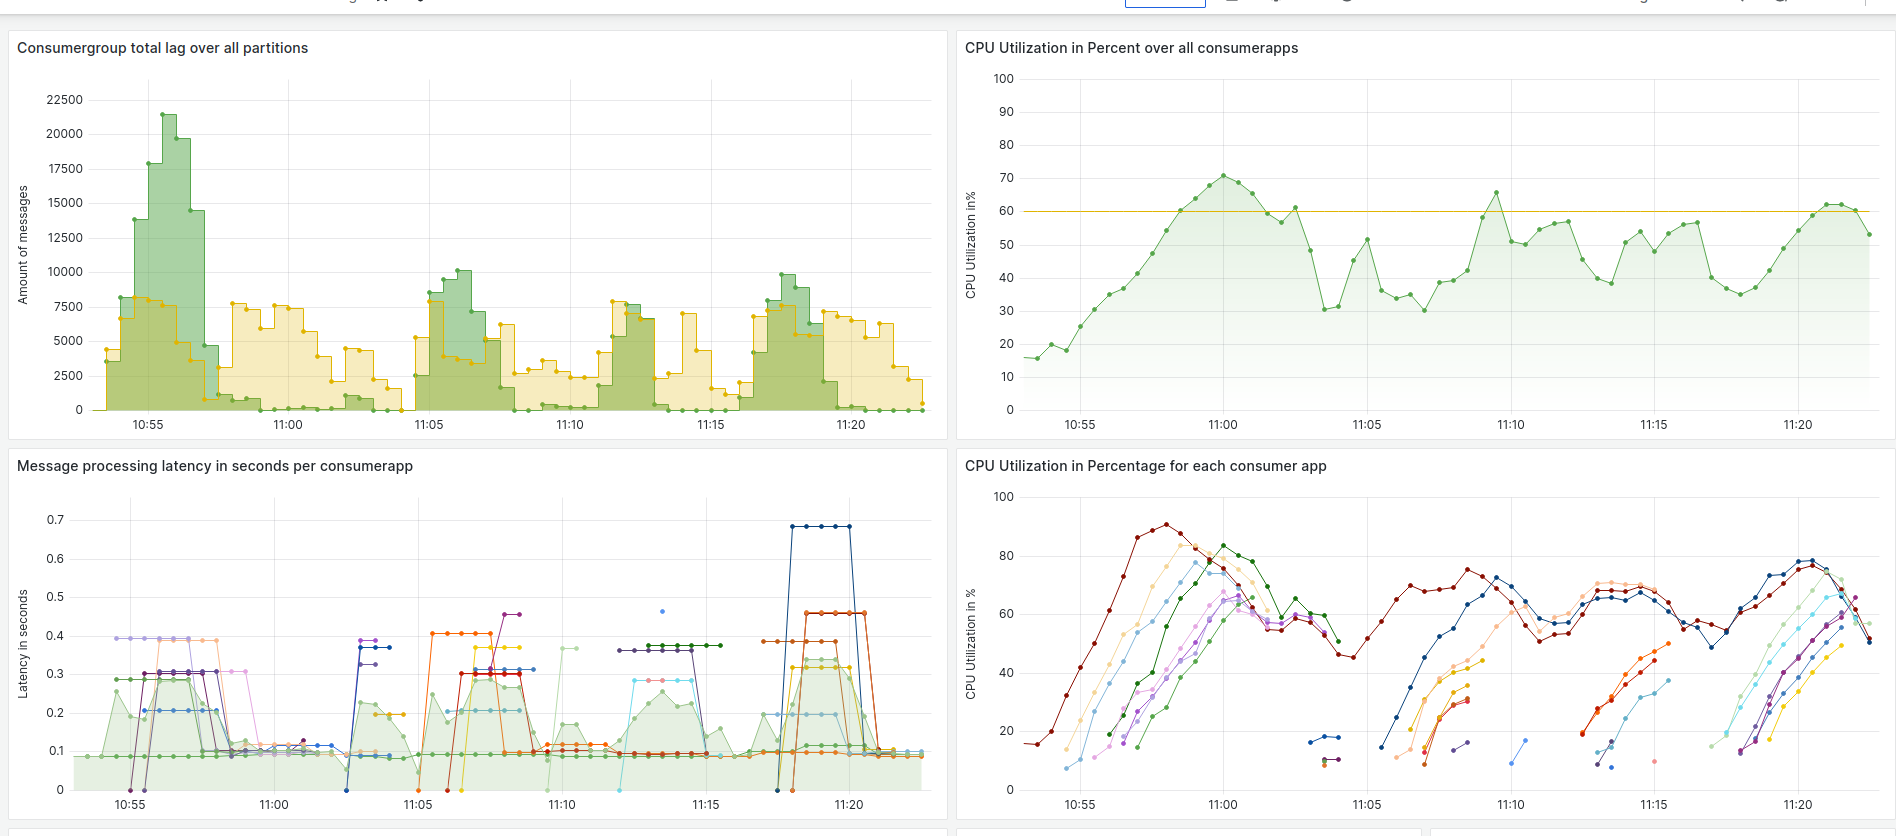 Consumergroup total lag over all partitions
Amount of messages
22500
20000
17500
15000
12500
10000
7500
5000
2500
0
10:55 11:00 11:05 11:10 11:15 11:20
CPU Utilization in Percent over all consumerapps
CPU Utilization in%
100
90
80
70
60
50
40
30
20
10
0
10:55 11:00 11:05 11:10 11:15 11:20
Message processing latency in seconds per consumerapp
Latency in seconds
0.7
0.6
0.5
0.4
0.3
0.2
0.1
0
10:55 11:00 11:05 11:10 11:15 11:20
CPU Utilization in Percentage for each consumer app
CPU Utilization in %
100
80
60
40
20
0
10:55 11:00 11:05 11:10 11:15 11:20